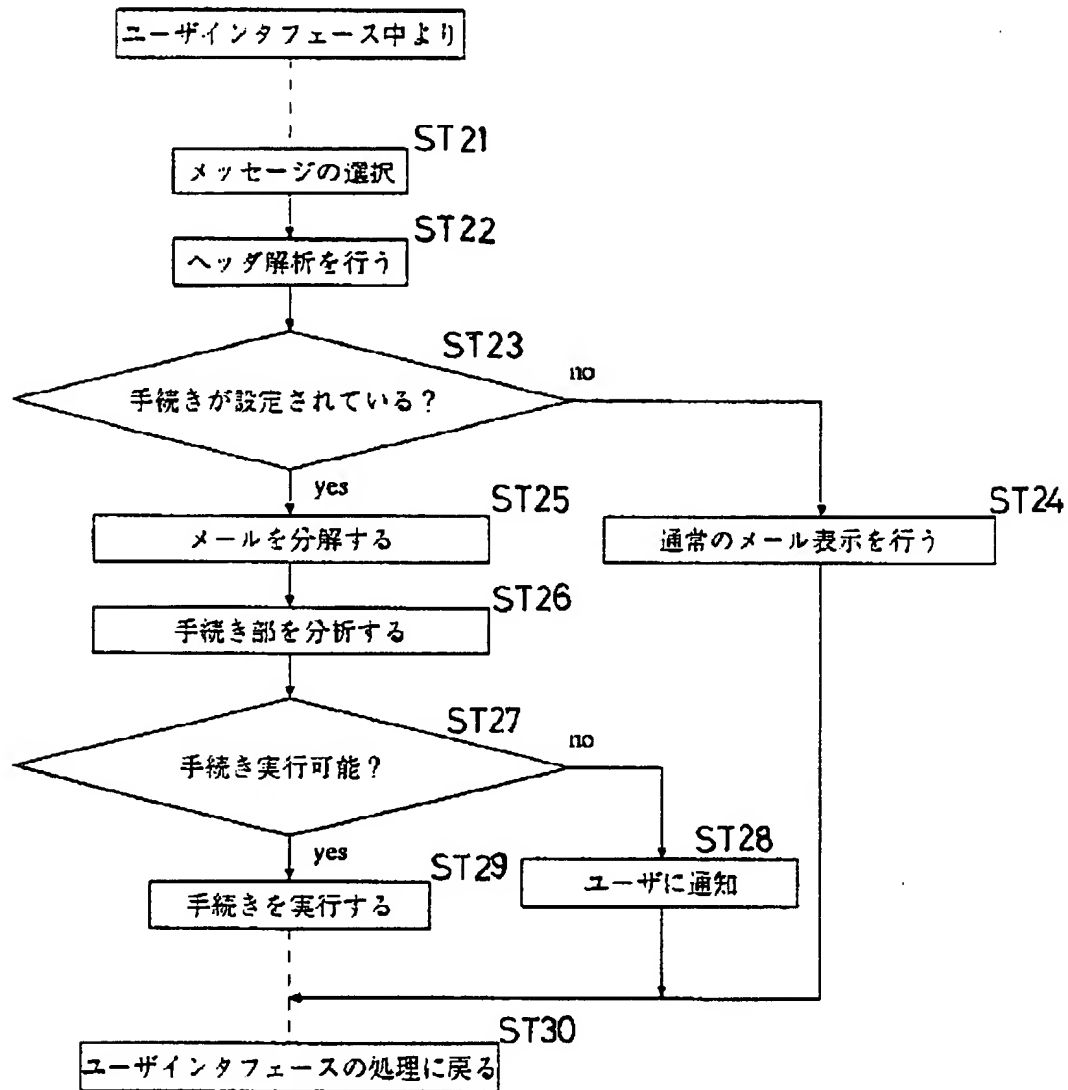 ユーザインタフェース中より
ST21
メッセージの選択
ST22
ヘッダ解析を行う
ST23
手続きが設定されている？
no
yes
ST25
メールを分解する
ST24
通常のメール表示を行う
ST26
手続き部を分析する
ST27
手続き実行可能？
no
yes
ST28
ユーザに通知
ST29
手続きを実行する
ST30
ユーザインタフェースの処理に戻る